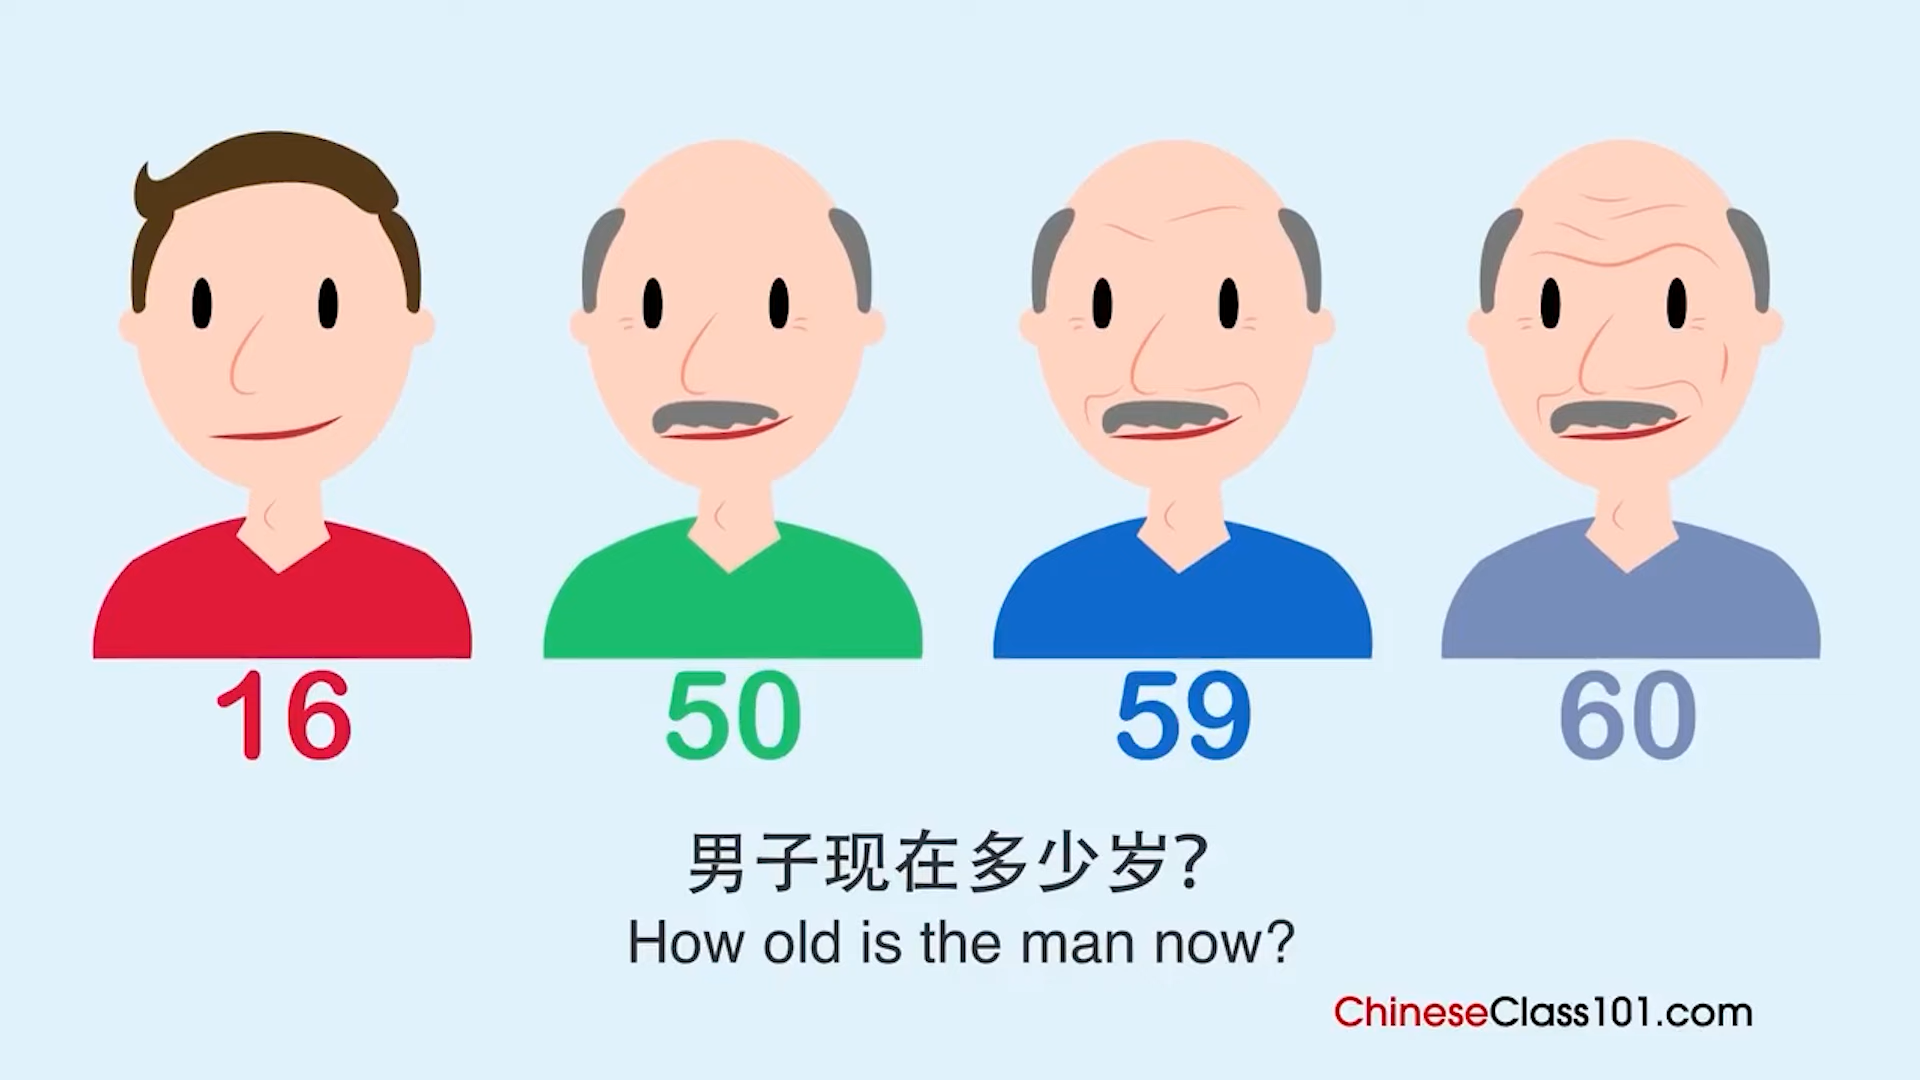 16 50 59 60
男子现在多少岁？
How old is the man now?
ChineseClass101.com